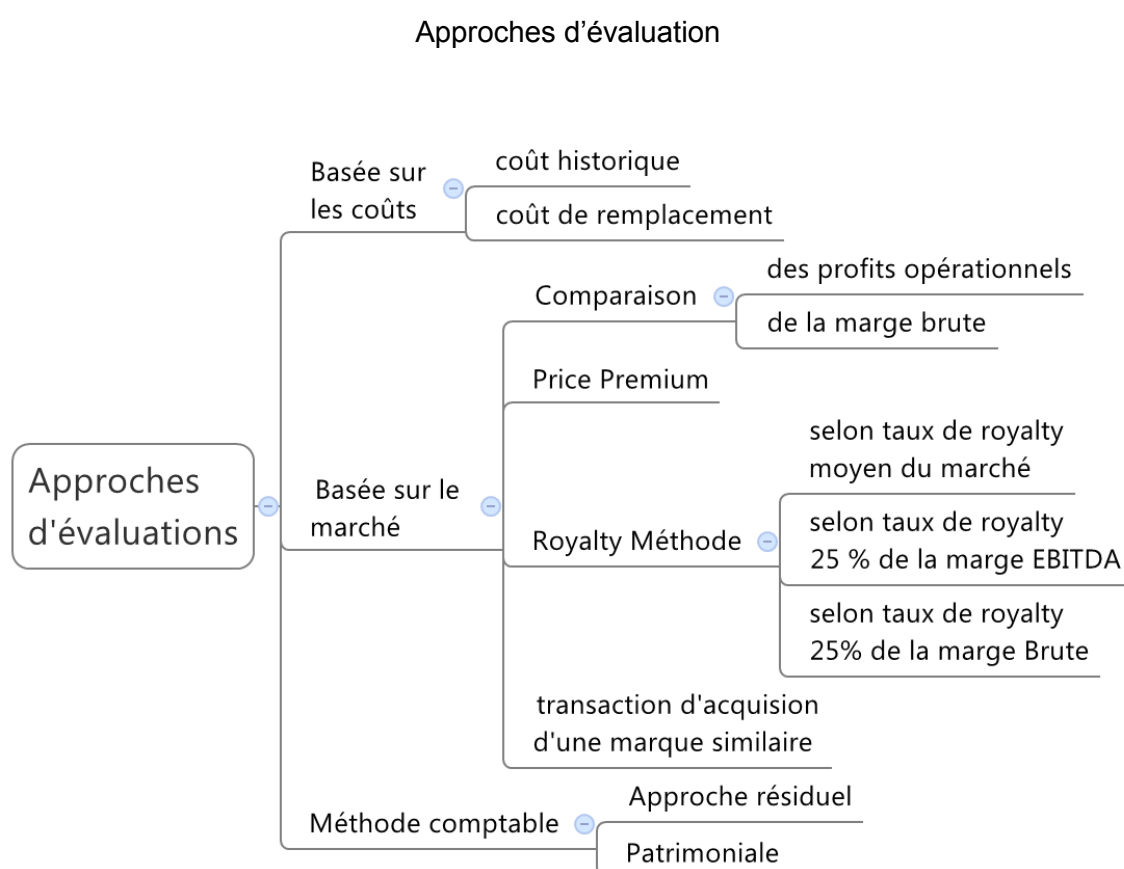 Approches d’évaluation
Basée sur
les coûts
coût historique
coût de remplacement
Comparaison
des profits opérationnels
de la marge brute
Price Premium
Approches
d'évaluations
Basée sur le
marché
Royalty Méthode
selon taux de royalty
moyen du marché
selon taux de royalty
25 % de la marge EBITDA
selon taux de royalty
25% de la marge Brute
transaction d'acquision
d'une marque similaire
Méthode comptable
Approche résiduel
Patrimoniale